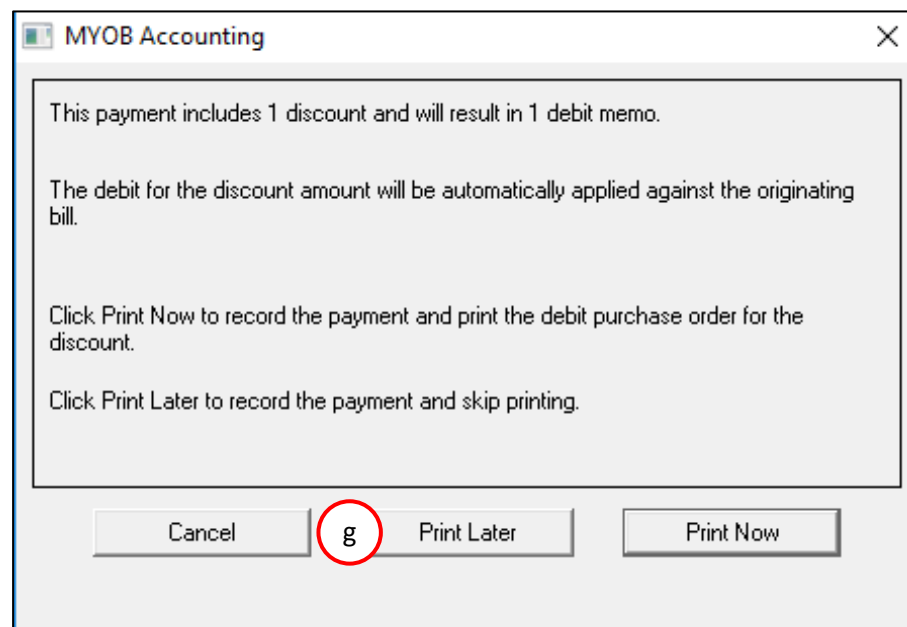 MYOB Accounting
This payment includes 1 discount and will result in 1 debit memo.
The debit for the discount amount will be automatically applied against the originating
bill.
Click Print Now to record the payment and print the debit purchase order for the
discount.
Click Print Later to record the payment and skip printing.
Cancel g Print Later Print Now